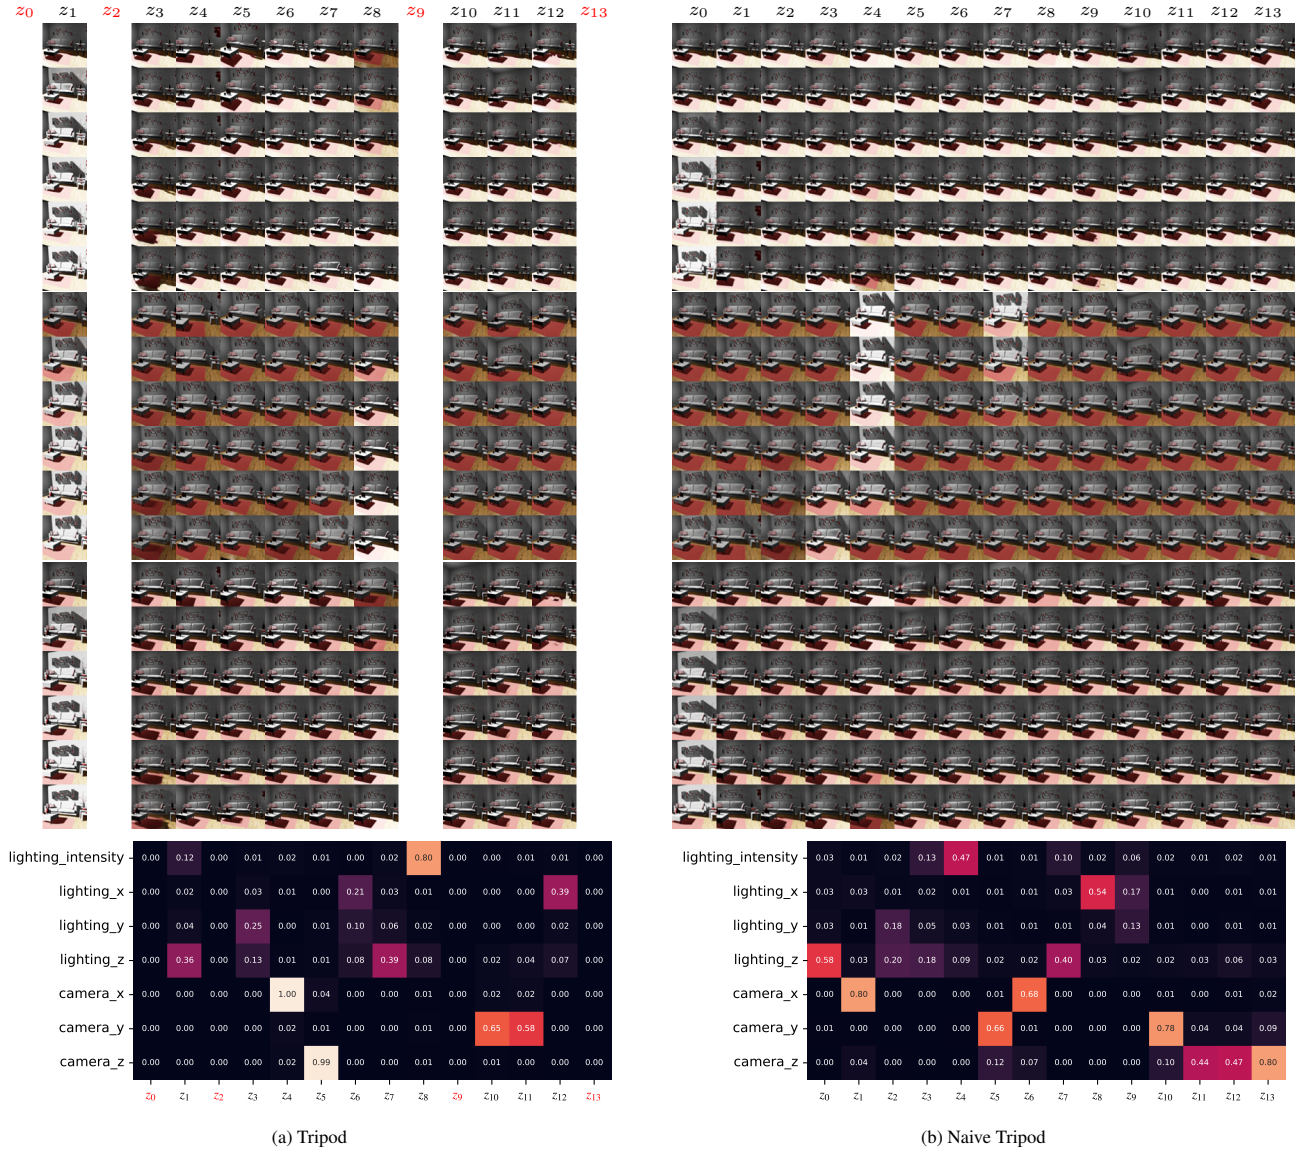 z0 z1 z2 z3 z4 z5 z6 z7 z8 z9 z10 z11 z12 z13
z0 z1 z2 z3 z4 z5 z6 z7 z8 z9 z10 z11 z12 z13
lighting_intensity 0.00 0.12 0.00 0.01 0.02 0.01 0.00 0.02 0.80 0.00 0.00 0.01 0.01 0.00
lighting_x 0.00 0.02 0.00 0.03 0.01 0.00 0.21 0.03 0.01 0.00 0.00 0.00 0.39 0.00
lighting_y 0.00 0.04 0.00 0.25 0.00 0.01 0.10 0.06 0.02 0.00 0.00 0.00 0.02 0.00
lighting_z 0.00 0.36 0.00 0.13 0.01 0.01 0.08 0.39 0.08 0.00 0.02 0.04 0.07 0.00
camera_x 0.00 0.00 0.00 0.00 1.00 0.04 0.00 0.00 0.01 0.00 0.02 0.02 0.00 0.00
camera_y 0.00 0.00 0.00 0.00 0.02 0.01 0.00 0.00 0.01 0.00 0.65 0.58 0.00 0.00
camera_z 0.00 0.00 0.00 0.00 0.02 0.99 0.00 0.00 0.01 0.00 0.01 0.00 0.00 0.00
z0 z1 z2 z3 z4 z5 z6 z7 z8 z9 z10 z11 z12 z13
(a) Tripod
lighting_intensity 0.03 0.01 0.02 0.13 0.47 0.01 0.01 0.10 0.02 0.06 0.02 0.01 0.02 0.01
lighting_x 0.03 0.03 0.01 0.02 0.01 0.01 0.01 0.03 0.54 0.17 0.01 0.00 0.01 0.01
lighting_y 0.03 0.01 0.18 0.05 0.03 0.01 0.01 0.01 0.04 0.13 0.01 0.00 0.01 0.00
lighting_z 0.58 0.03 0.20 0.18 0.09 0.02 0.02 0.40 0.03 0.02 0.02 0.03 0.06 0.03
camera_x 0.00 0.80 0.00 0.01 0.00 0.00 0.68 0.00 0.00 0.01 0.00 0.01 0.01 0.02
camera_y 0.01 0.00 0.00 0.00 0.00 0.66 0.01 0.00 0.00 0.00 0.78 0.04 0.04 0.09
camera_z 0.00 0.04 0.00 0.01 0.00 0.12 0.07 0.00 0.00 0.00 0.10 0.44 0.47 0.80
z0 z1 z2 z3 z4 z5 z6 z7 z8 z9 z10 z11 z12 z13
(b) Naive Tripod